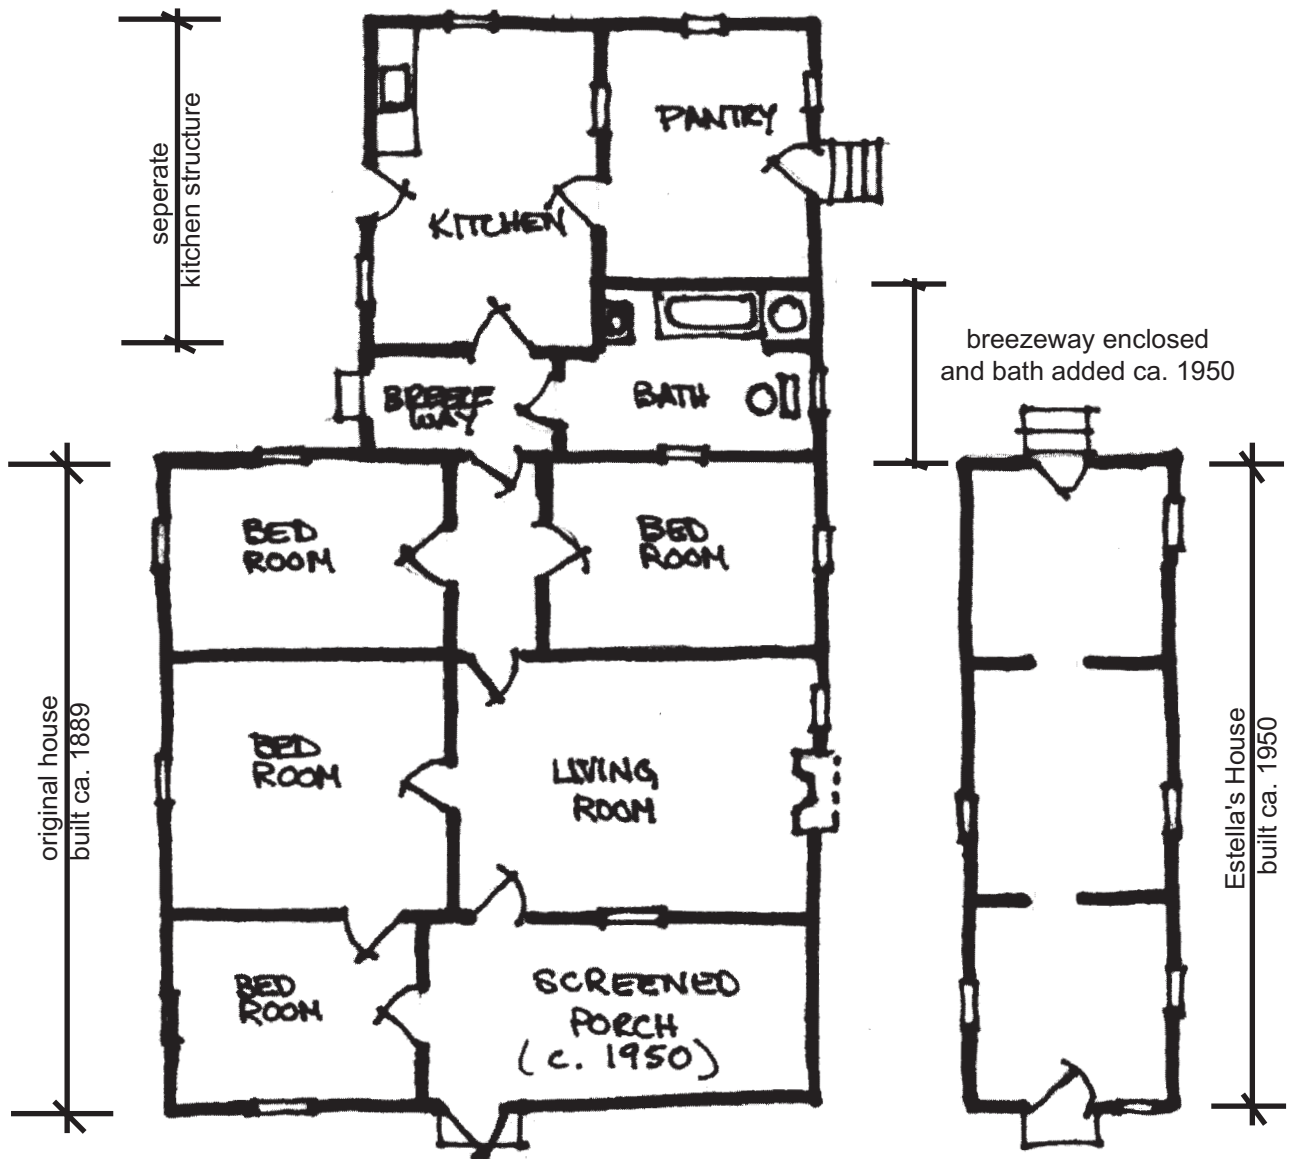 seperate
kitchen structure
PANTRY
KITCHEN
breezeway enclosed
and bath added ca. 1950
BREEZE
WAY
BATH
BED
ROOM
BED
ROOM
original house
built ca. 1889
BED
ROOM
LIVING
ROOM
Estella's House
built ca. 1950
BED
ROOM
SCREENED
PORCH
(c. 1950)